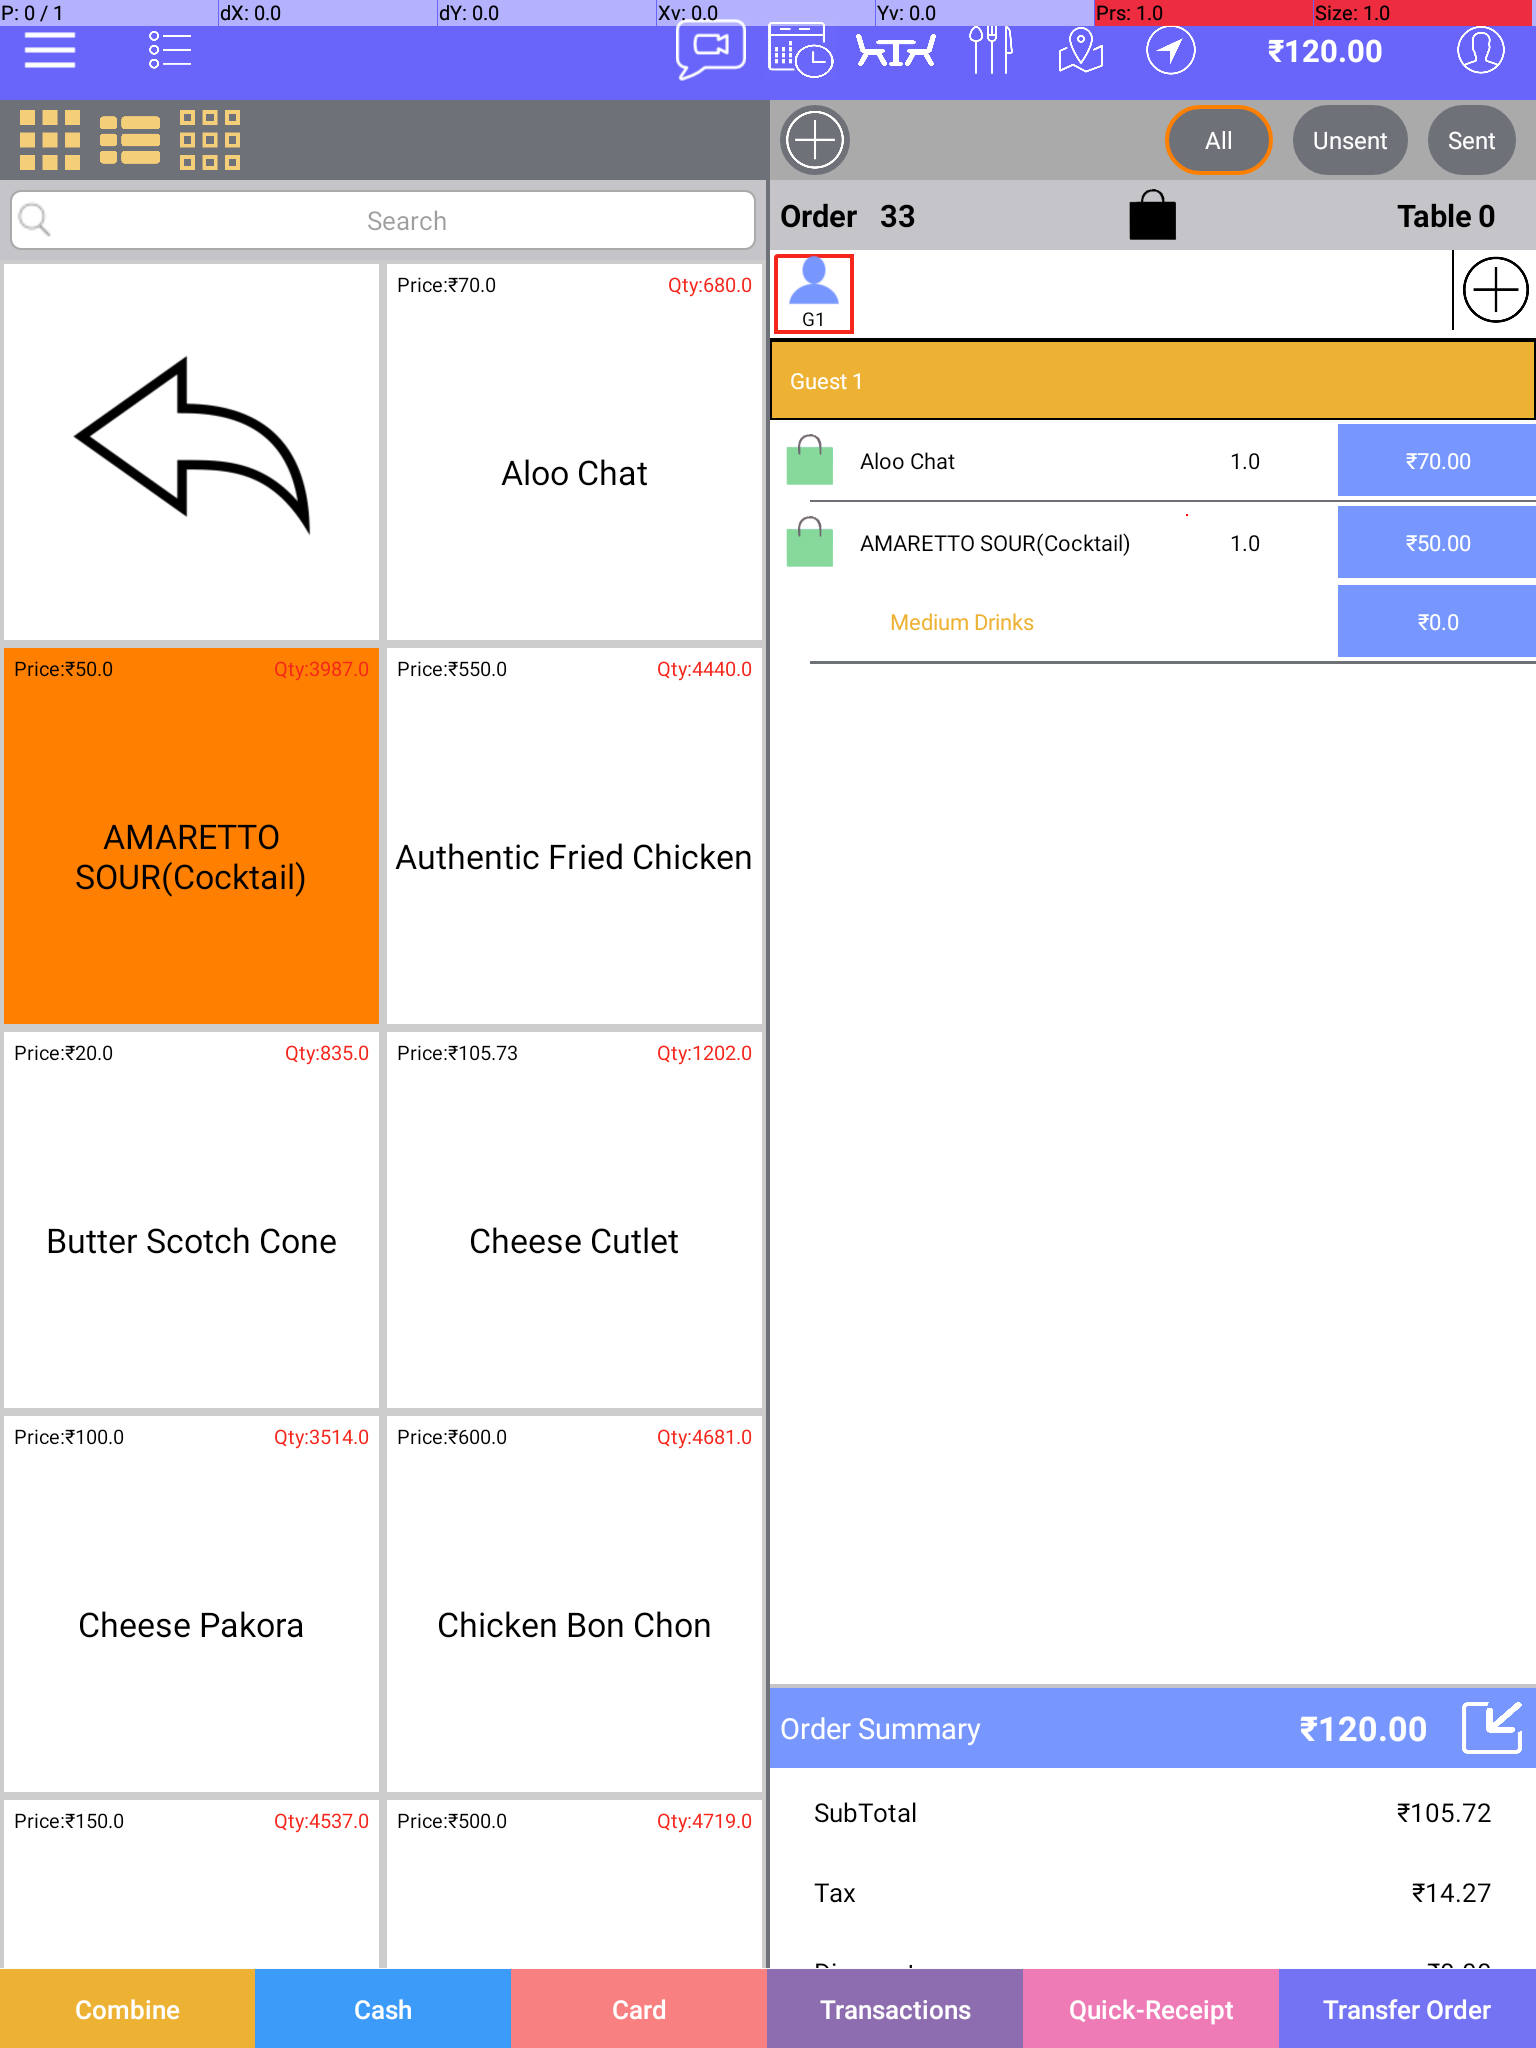 P: 0 / 1 dX: 0.0 dY: 0.0 Xv: 0.0 Yv: 0.0 Prs: 1.0 Size: 1.0
₹120.00
All Unsent Sent
Search
Order 33 Table 0
G1
Guest 1
Aloo Chat 1.0 ₹70.00
AMARETTO SOUR(Cocktail) 1.0 ₹50.00
Medium Drinks ₹0.0
Price:₹70.0 Qty:680.0
Aloo Chat
Price:₹50.0 Qty:3987.0
AMARETTO
SOUR(Cocktail)
Price:₹550.0 Qty:4440.0
Authentic Fried Chicken
Price:₹20.0 Qty:835.0
Butter Scotch Cone
Price:₹105.73 Qty:1202.0
Cheese Cutlet
Price:₹100.0 Qty:3514.0
Cheese Pakora
Price:₹600.0 Qty:4681.0
Chicken Bon Chon
Price:₹150.0 Qty:4537.0
Price:₹500.0 Qty:4719.0
Order Summary ₹120.00
SubTotal ₹105.72
Tax ₹14.27
Combine Cash Card Transactions Quick-Receipt Transfer Order